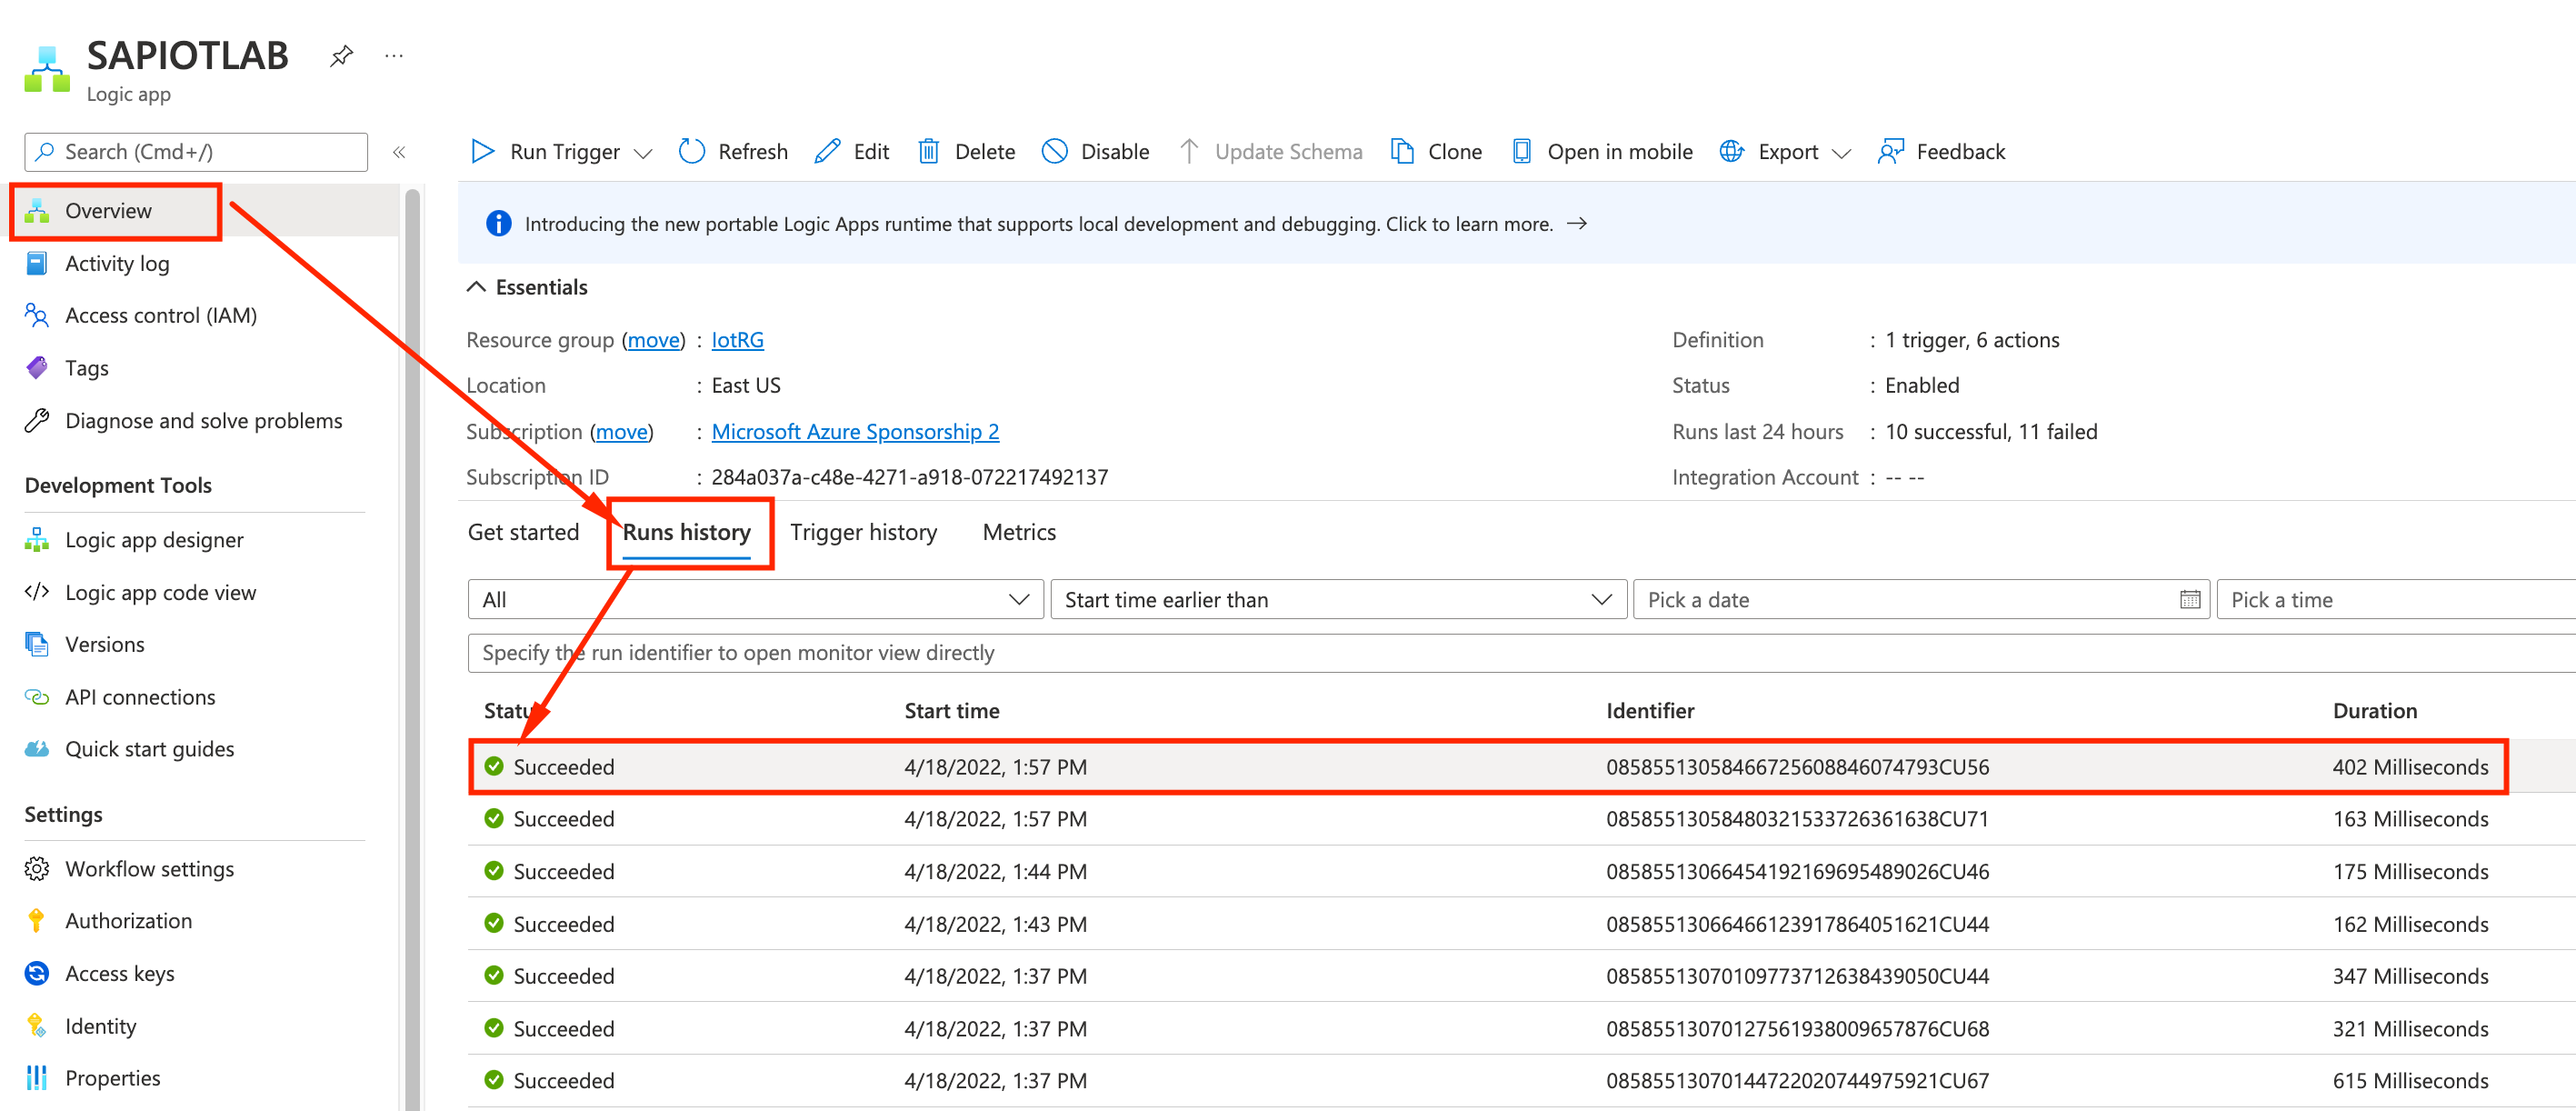 SAPIOTLAB
Logic app
Search (Cmd+/)
Overview
Activity log
Access control (IAM)
Tags
Diagnose and solve problems
Development Tools
Logic app designer
Logic app code view
Versions
API connections
Quick start guides
Settings
Workflow settings
Authorization
Access keys
Identity
Properties
Run Trigger Refresh Edit Delete Disable Update Schema Clone Open in mobile Export Feedback
Introducing the new portable Logic Apps runtime that supports local development and debugging. Click to learn more. →
Essentials
Resource group (move) : IotRG
Location : East US
Subscription (move) : Microsoft Azure Sponsorship 2
Subscription ID : 284a037a-c48e-4271-a918-072217492137
Definition : 1 trigger, 6 actions
Status : Enabled
Runs last 24 hours : 10 successful, 11 failed
Integration Account : -- --
Get started Runs history Trigger history Metrics
All Start time earlier than Pick a date Pick a time
Specify the run identifier to open monitor view directly
Status Start time Identifier Duration
Succeeded 4/18/2022, 1:57 PM 08585513058466725608846074793CU56 402 Milliseconds
Succeeded 4/18/2022, 1:57 PM 08585513058480321533726361638CU71 163 Milliseconds
Succeeded 4/18/2022, 1:44 PM 08585513066454192169695489026CU46 175 Milliseconds
Succeeded 4/18/2022, 1:43 PM 08585513066466123917864051621CU44 162 Milliseconds
Succeeded 4/18/2022, 1:37 PM 08585513070109773712638439050CU44 347 Milliseconds
Succeeded 4/18/2022, 1:37 PM 08585513070127561938009657876CU68 321 Milliseconds
Succeeded 4/18/2022, 1:37 PM 08585513070144722020744975921CU67 615 Milliseconds